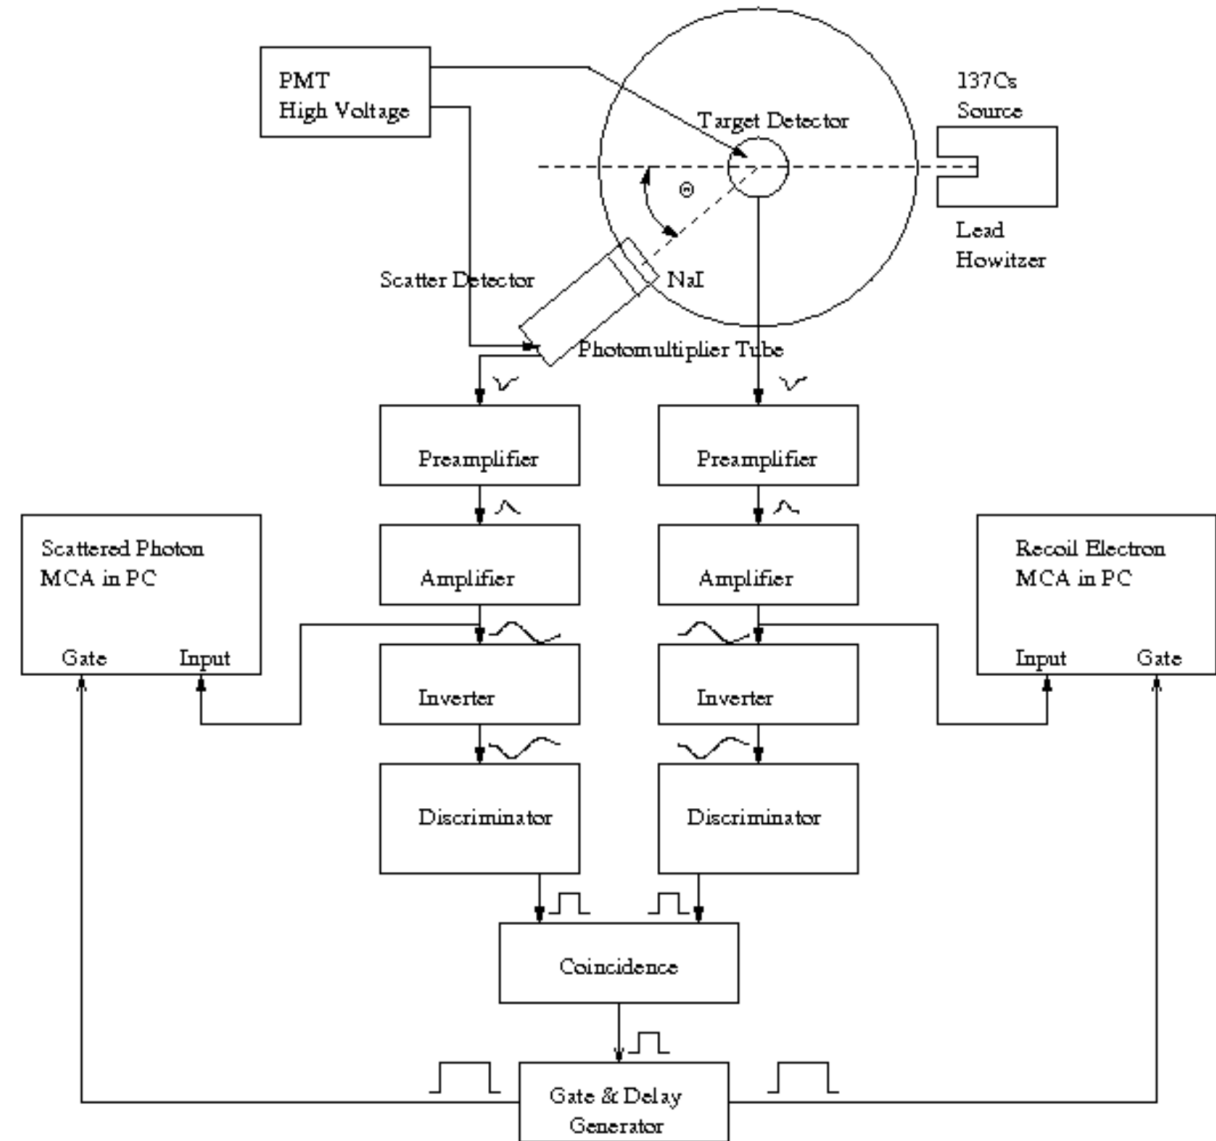 PMT
High Voltage
137Cs
Source
Target Detector
Θ
Lead
Howitzer
Scatter Detector
NaI
Photomultiplier Tube
Preamplifier
Preamplifier
Scattered Photon
MCA in PC
Gate
Input
Amplifier
Amplifier
Recoil Electron
MCA in PC
Input
Gate
Inverter
Inverter
Discriminator
Discriminator
Coincidence
Gate & Delay
Generator